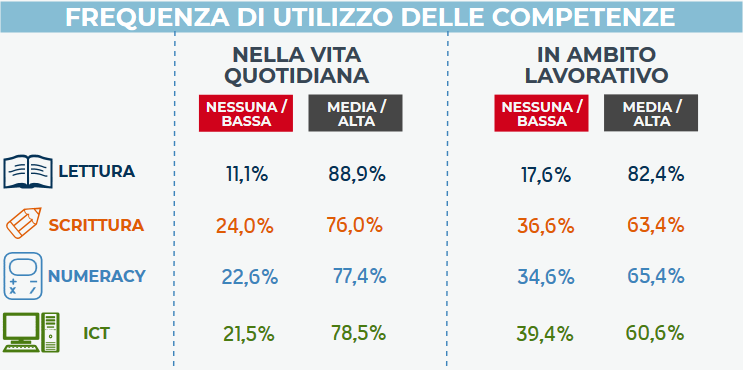 FREQUENZA DI UTILIZZO DELLE COMPETENZE
NELLA VITA QUOTIDIANA
IN AMBITO LAVORATIVO
NESSUNA / BASSA
MEDIA / ALTA
NESSUNA / BASSA
MEDIA / ALTA
LETTURA 11,1% 88,9% 17,6% 82,4%
SCRITTURA 24,0% 76,0% 36,6% 63,4%
NUMERACY 22,6% 77,4% 34,6% 65,4%
ICT 21,5% 78,5% 39,4% 60,6%